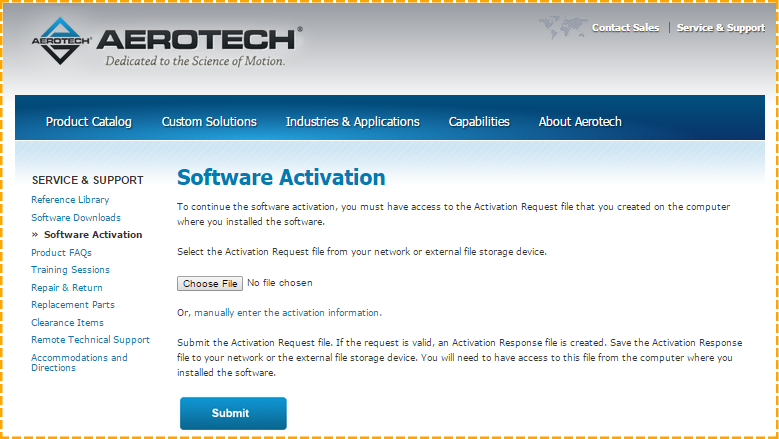 AEROTECH
AEROTECH®
Dedicated to the Science of Motion.
Contact Sales | Service & Support
Product Catalog Custom Solutions Industries & Applications Capabilities About Aerotech
SERVICE & SUPPORT
Reference Library
Software Downloads
» Software Activation
Product FAQs
Training Sessions
Repair & Return
Replacement Parts
Clearance Items
Remote Technical Support
Accommodations and
Directions
Software Activation
To continue the software activation, you must have access to the Activation Request file that you created on the computer
where you installed the software.
Select the Activation Request file from your network or external file storage device.
Choose File No file chosen
Or, manually enter the activation information.
Submit the Activation Request file. If the request is valid, an Activation Response file is created. Save the Activation Response
file to your network or the external file storage device. You will need to have access to this file from the computer where you
installed the software.
Submit